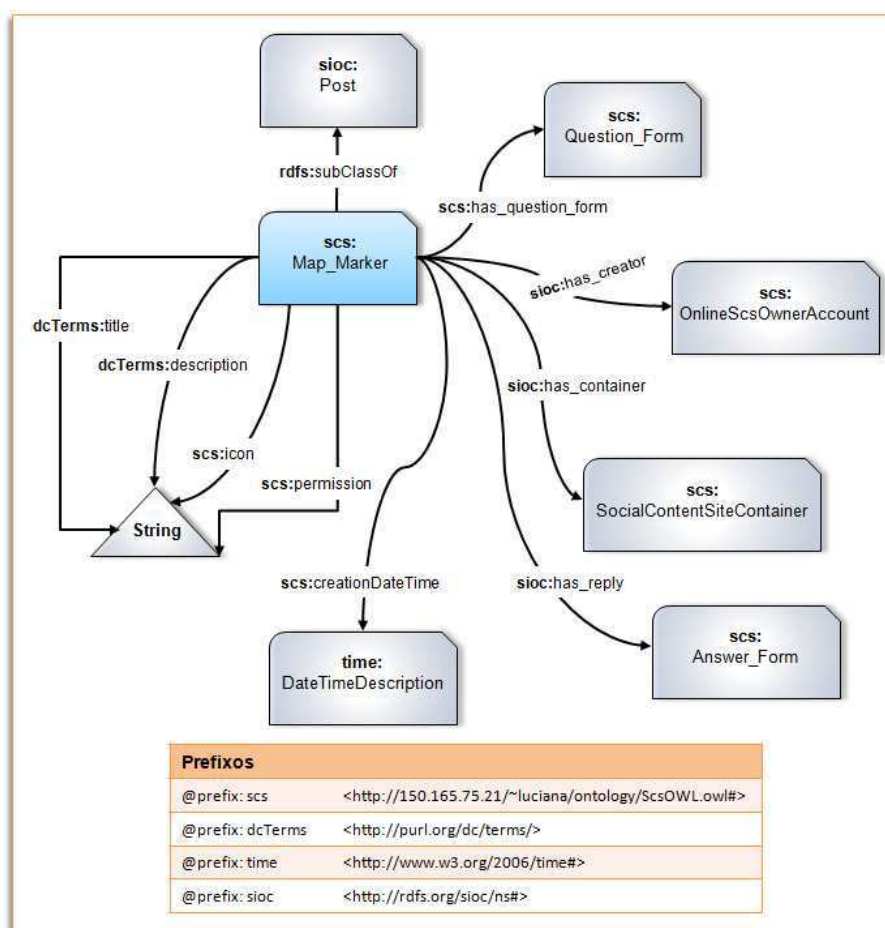 sioc:
Post
scs:
Question_Form
rdfs:subClassOf
scs:has_question_form
scs:
Map_Marker
sioc:has_creator
scs:
OnlineScsOwnerAccount
dcTerms:title
dcTerms:description
sioc:has_container
scs:icon
scs:permission
scs:
SocialContentSiteContainer
String
scs:creationDateTime
sioc:has_reply
scs:
Answer_Form
time:
DateTimeDescription
Prefixos
@prefix: scs <http://150.165.75.21/~luciana/ontology/ScsOWL.owl#>
@prefix: dcTerms <http://purl.org/dc/terms/>
@prefix: time <http://www.w3.org/2006/time#>
@prefix: sioc <http://rdfs.org/sioc/ns#>